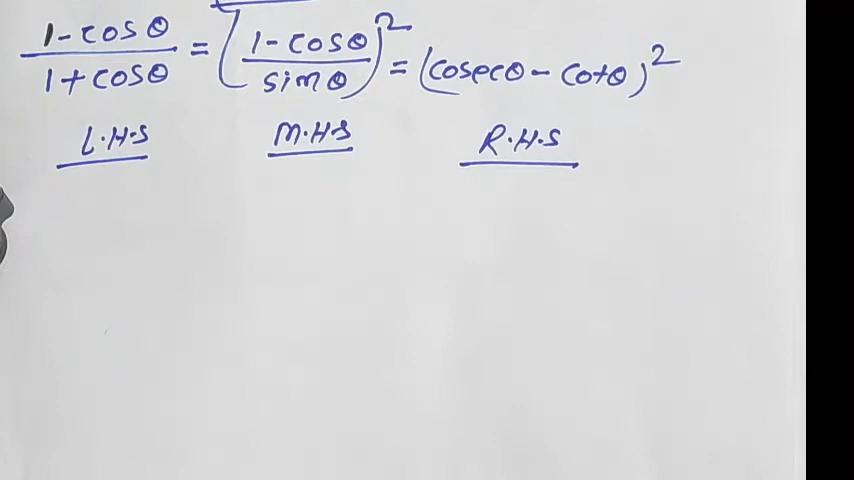 1-cosθ/1+cosθ = (1-cosθ/sinθ)² = (cosecθ - cotθ)²
L.H.S M.H.S R.H.S